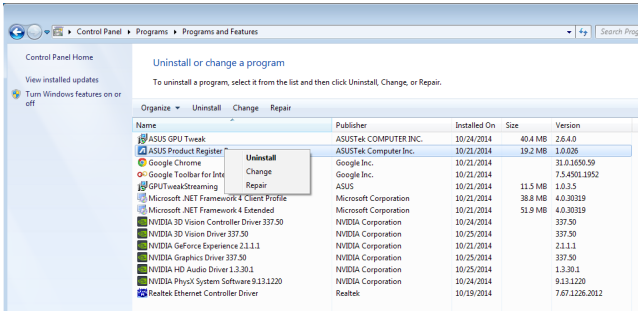 Control Panel ▸ Programs ▸ Programs and Features
Search Prog
Control Panel Home
View installed updates
Turn Windows features on or
off
Uninstall or change a program
To uninstall a program, select it from the list and then click Uninstall, Change, or Repair.
Organize Uninstall Change Repair
Name Publisher Installed On Size Version
ASUS GPU Tweak ASUSTek COMPUTER INC. 10/24/2014 40.4 MB 2.6.4.0
ASUS Product Register ASUSTek Computer Inc. 10/21/2014 19.2 MB 1.0.026
Google Chrome Google Inc. 10/21/2014 31.0.1650.59
Google Toolbar for Inte Google Inc. 10/21/2014 7.5.4501.1952
GPUTweakStreaming ASUS 10/21/2014 11.5 MB 1.0.3.5
Microsoft .NET Framework 4 Client Profile Microsoft Corporation 10/21/2014 38.8 MB 4.0.30319
Microsoft .NET Framework 4 Extended Microsoft Corporation 10/21/2014 51.9 MB 4.0.30319
NVIDIA 3D Vision Controller Driver 337.50 NVIDIA Corporation 10/24/2014 337.50
NVIDIA 3D Vision Driver 337.50 NVIDIA Corporation 10/25/2014 337.50
NVIDIA GeForce Experience 2.1.1.1 NVIDIA Corporation 10/21/2014 2.1.1.1
NVIDIA Graphics Driver 337.50 NVIDIA Corporation 10/25/2014 337.50
NVIDIA HD Audio Driver 1.3.30.1 NVIDIA Corporation 10/25/2014 1.3.30.1
NVIDIA PhysX System Software 9.13.1220 NVIDIA Corporation 10/24/2014 9.13.1220
Realtek Ethernet Controller Driver Realtek 10/19/2014 7.67.1226.2012
Uninstall
Change
Repair